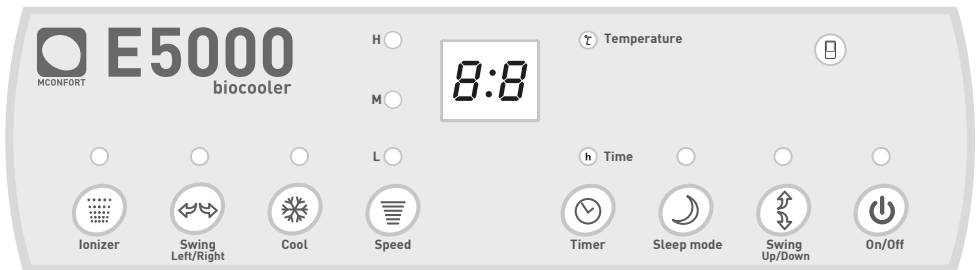 MCONFORT
E5000
biocooler
H
M
L
8:8
℃ Temperature
h Time
Ionizer
Swing
Left/Right
Cool
Speed
Timer
Sleep mode
Swing
Up/Down
On/Off